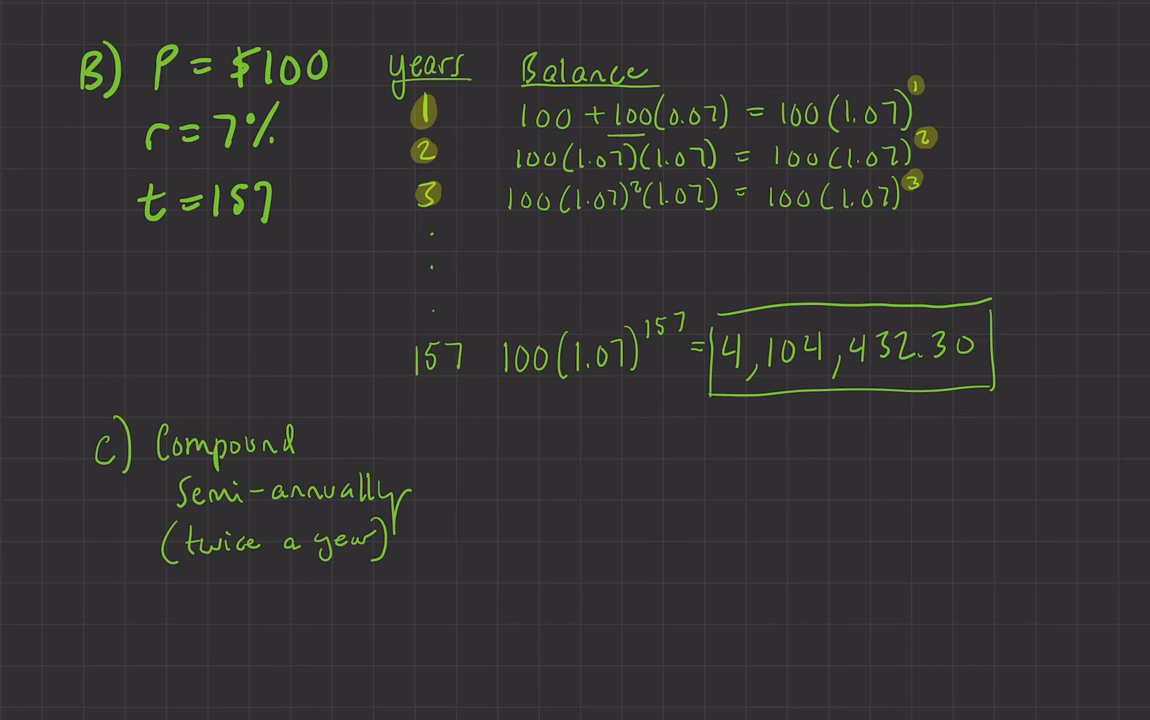 B) P = $100
r = 7%
t = 157
years Balance
1 100 + 100(0.07) = 100(1.07)^1
2 100(1.07)(1.07) = 100(1.07)^2
3 100(1.07)^2(1.07) = 100(1.07)^3
.
.
.
157 100(1.07)^157 = 4,104,432.30
C) Compound
Semi-annually
(twice a year)